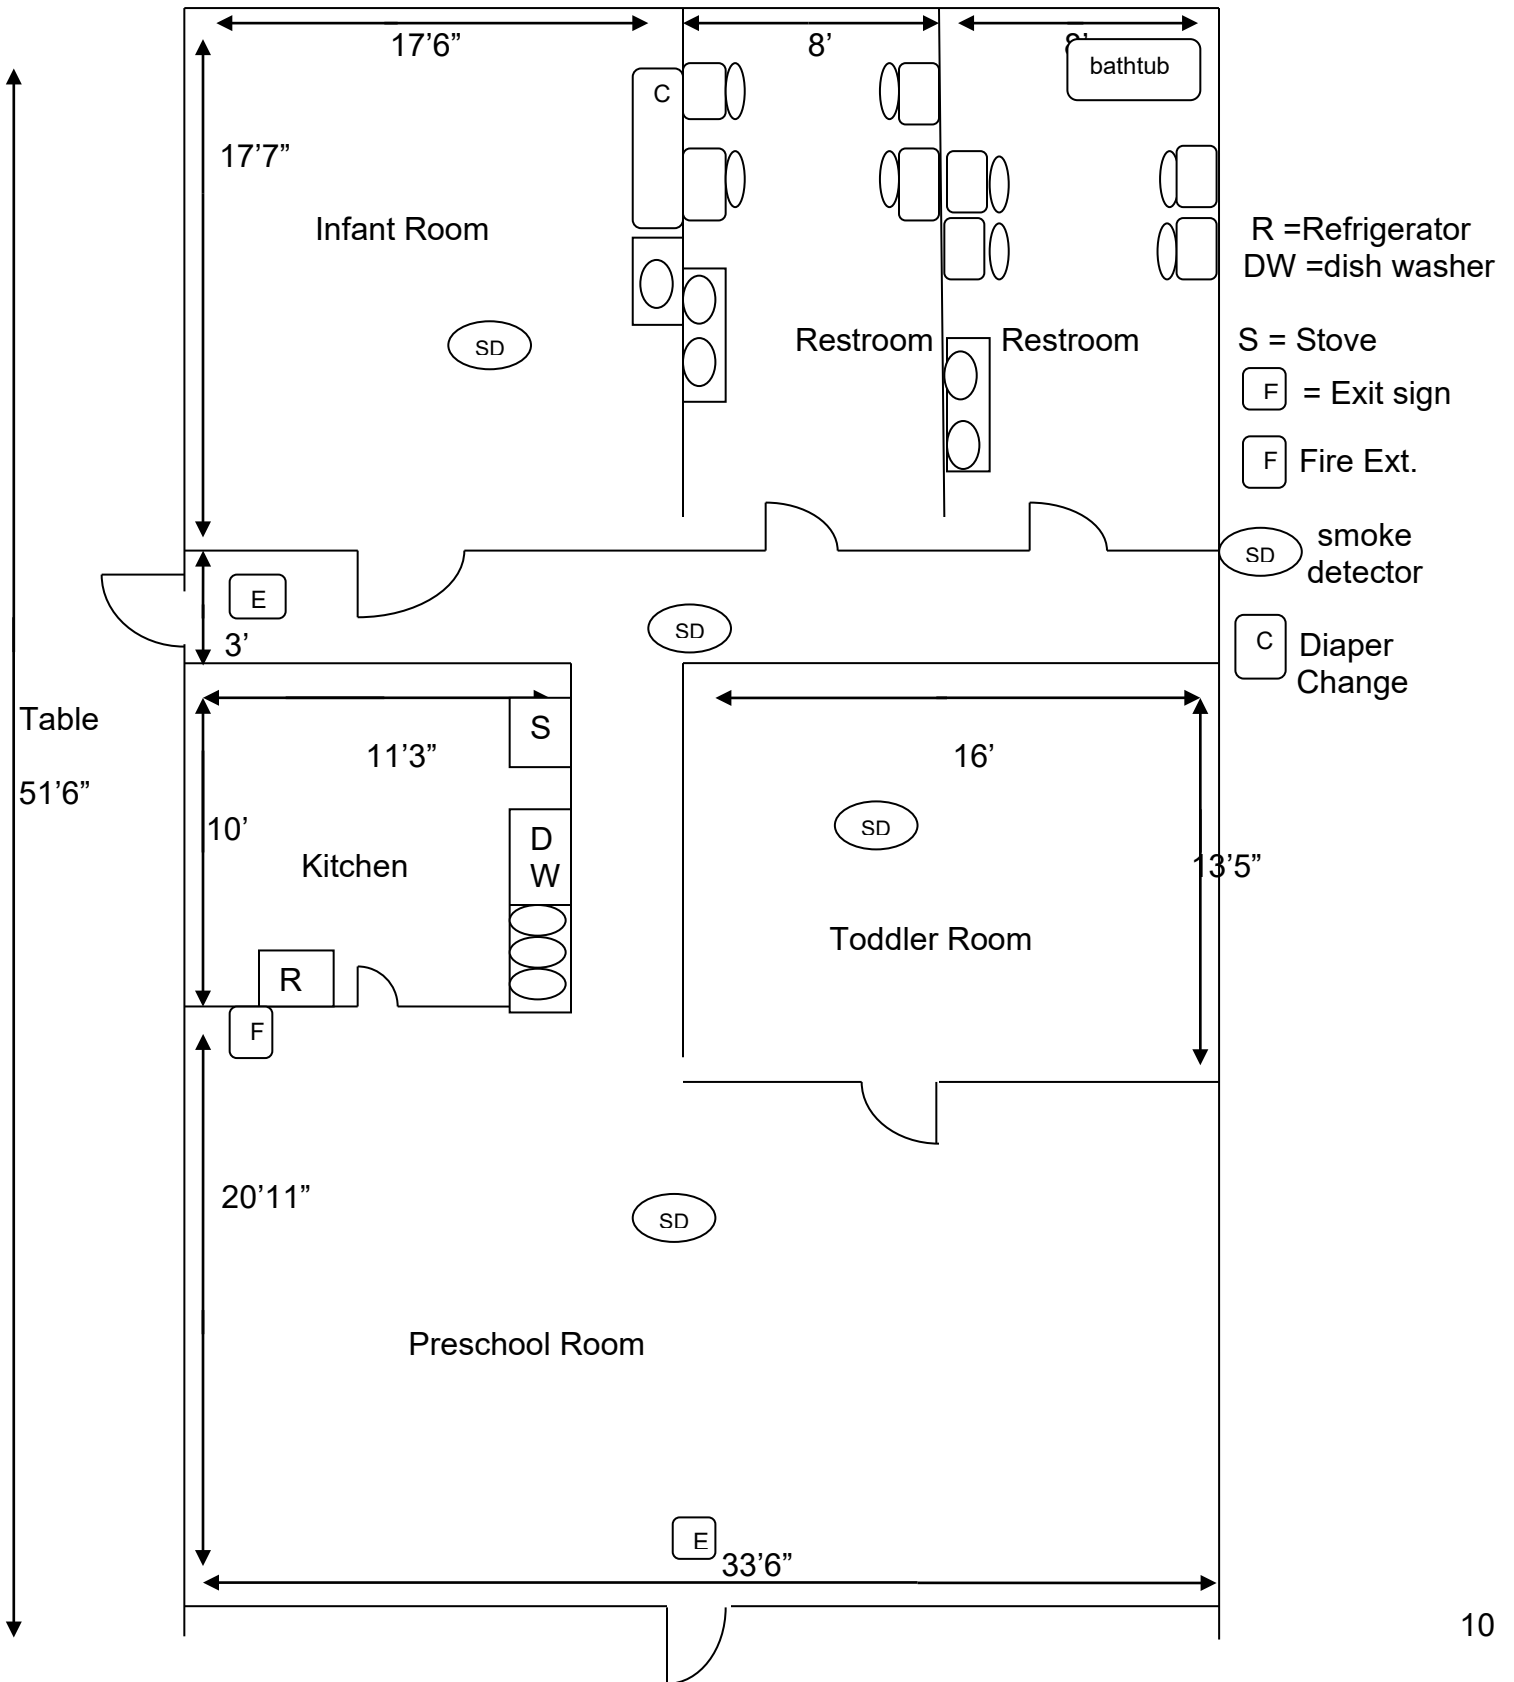 17’6”
8’
8’
bathtub
C
17’7”
Infant Room
R =Refrigerator
DW =dish washer
SD
Restroom
Restroom
S = Stove
F = Exit sign
F Fire Ext.
SD smoke
detector
E
SD
3’
C Diaper
Change
Table
S
11’3”
16’
51’6”
10’
SD
D
W
Kitchen
13’5”
Toddler Room
R
F
20’11”
SD
Preschool Room
E
33’6”
10